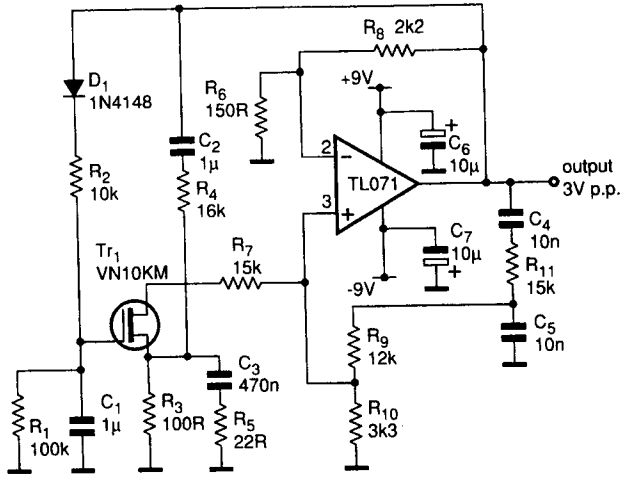 R8 2k2
D1
1N4148
R6
150R
+9V
+
C6
10µ
C2
1µ
R2
10k
R4
16k
2
−
TL071
3
+
output
3V p.p.
C4
10n
Tr1
VN10KM
R7
15k
C7
10µ
+
-9V
R11
15k
R9
12k
C5
10n
C3
470n
R1
100k
C1
1µ
R3
100R
R5
22R
R10
3k3